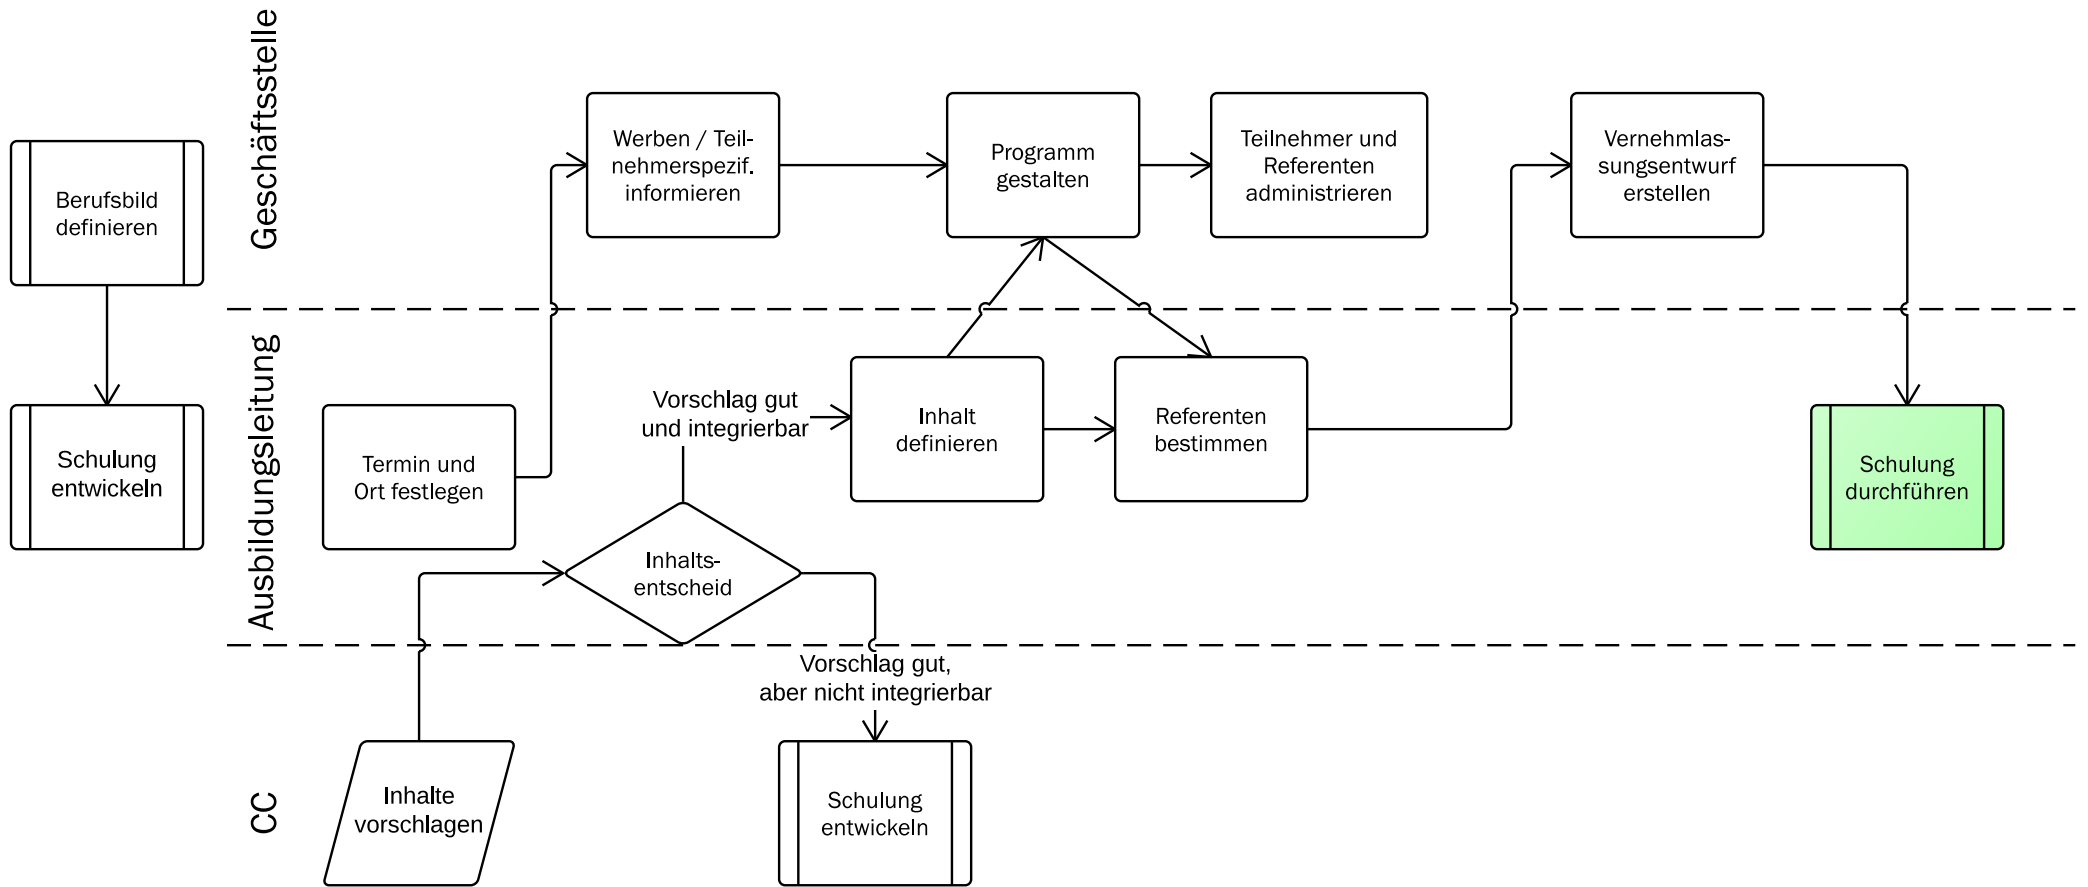 Geschäftsstelle
Berufsbild
definieren
Werben / Teil-
nehmerspezif.
informieren
Programm
gestalten
Teilnehmer und
Referenten
administrieren
Vernehmlas-
sungsentwurf
erstellen
Ausbildungsleitung
Schulung
entwickeln
Termin und
Ort festlegen
Vorschlag gut
und integrierbar
Inhalt
definieren
Referenten
bestimmen
Schulung
durchführen
Inhalts-
entscheid
Vorschlag gut,
aber nicht integrierbar
CC
Inhalte
vorschlagen
Schulung
entwickeln